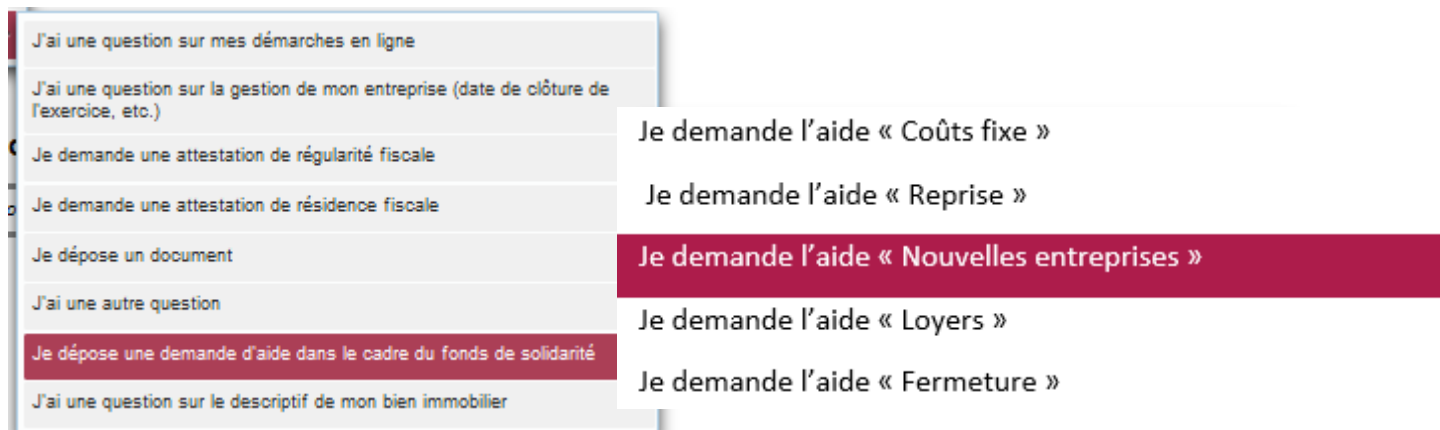 J'ai une question sur mes démarches en ligne
J'ai une question sur la gestion de mon entreprise (date de clôture de
l'exercice, etc.)
Je demande une attestation de régularité fiscale
Je demande une attestation de résidence fiscale
Je dépose un document
J'ai une autre question
Je dépose une demande d'aide dans le cadre du fonds de solidarité
J'ai une question sur le descriptif de mon bien immobilier
Je demande l'aide « Coûts fixe »
Je demande l'aide « Reprise »
Je demande l'aide « Nouvelles entreprises »
Je demande l'aide « Loyers »
Je demande l'aide « Fermeture »